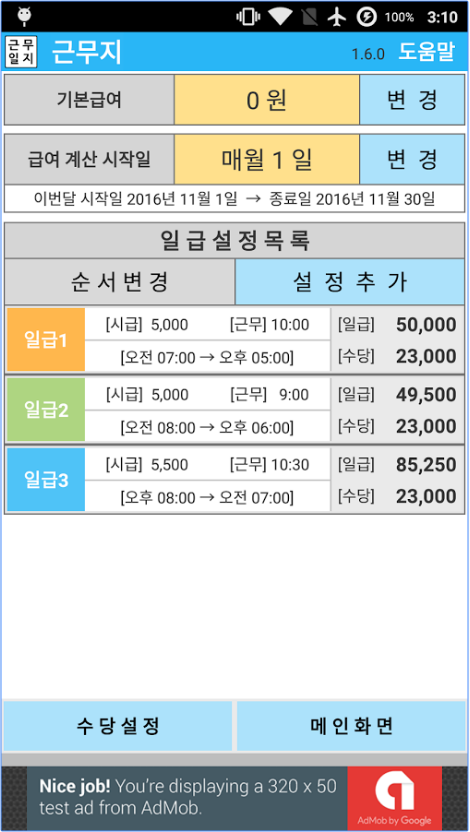 100% 3:10
근무일지 근무지 1.6.0 도움말
기본급여 0 원 변 경
급여 계산 시작일 매월 1 일 변 경
이번달 시작일 2016년 11월 1일 → 종료일 2016년 11월 30일
일 급 설 정 목 록
순 서 변 경 설 정 추 가
일급1 [시급] 5,000 [근무] 10:00 [일급] 50,000
[오전 07:00 → 오후 05:00] [수당] 23,000
일급2 [시급] 5,000 [근무] 9:00 [일급] 49,500
[오전 08:00 → 오후 06:00] [수당] 23,000
일급3 [시급] 5,500 [근무] 10:30 [일급] 85,250
[오후 08:00 → 오전 07:00] [수당] 23,000
수 당 설 정 메 인 화 면
Nice job! You're displaying a 320 x 50
test ad from AdMob.
AdMob by Google